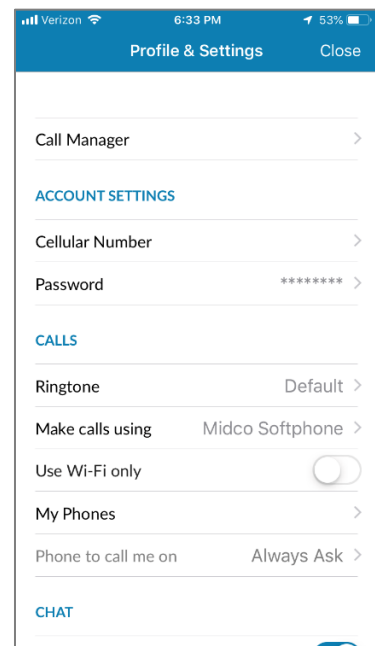 Verizon 6:33 PM 53%
Profile & Settings Close
Call Manager
ACCOUNT SETTINGS
Cellular Number
Password ********
CALLS
Ringtone Default
Make calls using Midco Softphone
Use Wi-Fi only
My Phones
Phone to call me on Always Ask
CHAT